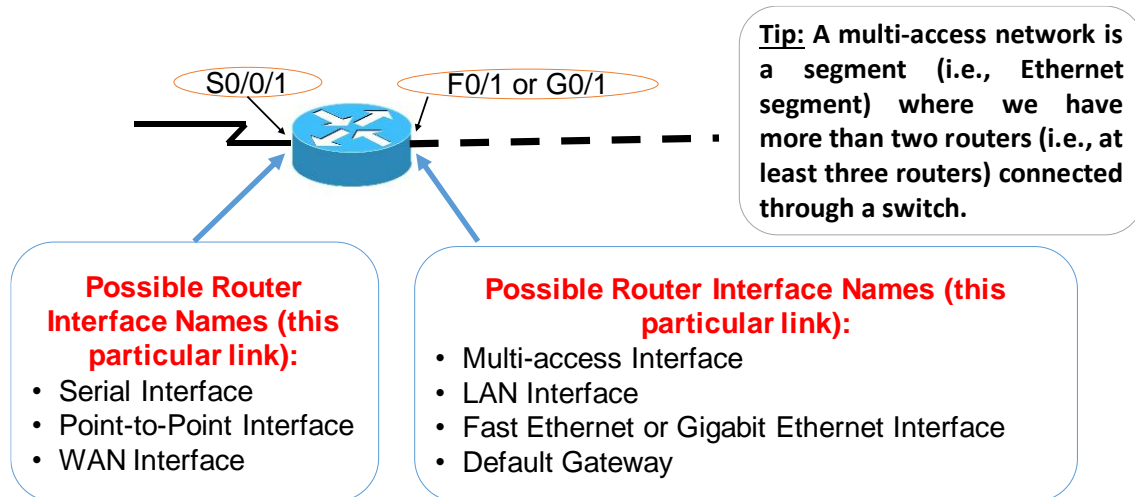 S0/0/1
F0/1 or G0/1
Tip: A multi-access network is
a segment (i.e., Ethernet
segment) where we have
more than two routers (i.e., at
least three routers) connected
through a switch.
Possible Router
Interface Names (this
particular link):
• Serial Interface
• Point-to-Point Interface
• WAN Interface
Possible Router Interface Names (this
particular link):
• Multi-access Interface
• LAN Interface
• Fast Ethernet or Gigabit Ethernet Interface
• Default Gateway